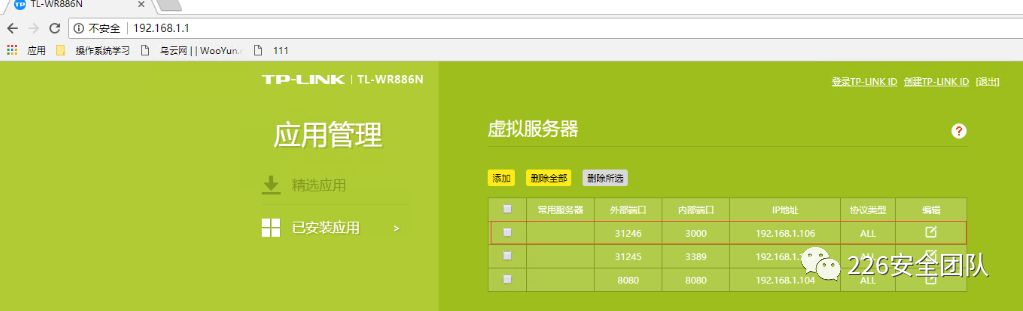 TL-WR886N
不安全 192.168.1.1
应用 操作系统学习 乌云网 | | WooYun. 111
TP-LINK | TL-WR886N
登录TP-LINK ID 创建TP-LINK ID [退出]
应用管理
虚拟服务器
?
精选应用
添加 删除全部 删除所选
已安装应用 >
常用服务器 外部端口 内部端口 IP地址 协议类型 编辑
31246 3000 192.168.1.106 ALL
31245 3389 ALL
8080 8080 192.168.1.104 ALL
226安全团队